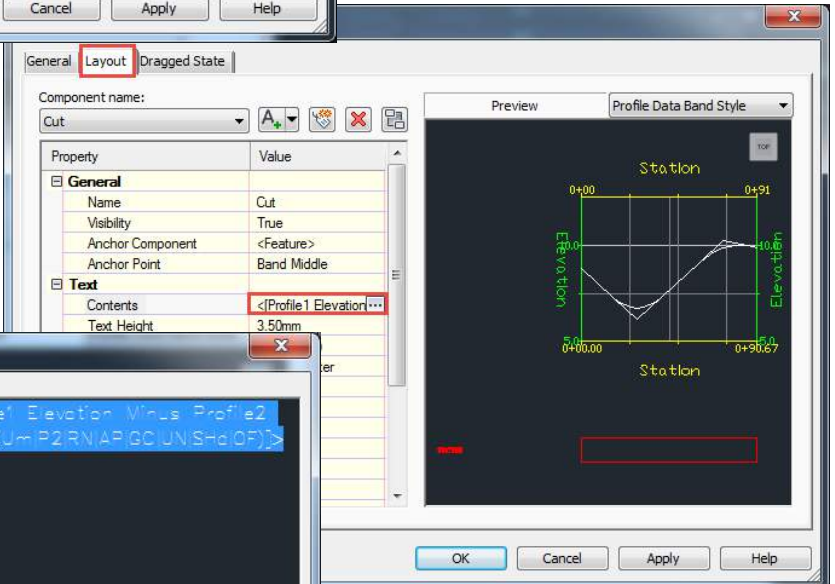 Cancel Apply Help
General Layout Dragged State
Component name:
Cut
Preview
Profile Data Band Style
Property Value
General
Name Cut
Visibility True
Anchor Component <Feature>
Anchor Point Band Middle
Text
Contents <[Profile1 Elevation ...
Text Height 3.50mm
e1 Elevation Minus Profile2
(Um|P2|RN|AP|GC|UN|SHd|OF)]>
TOP
Station
0+00 0+91
Elevation
Elevation
5.0 5.0
0+00.00 0+90.67
Station
OK Cancel Apply Help